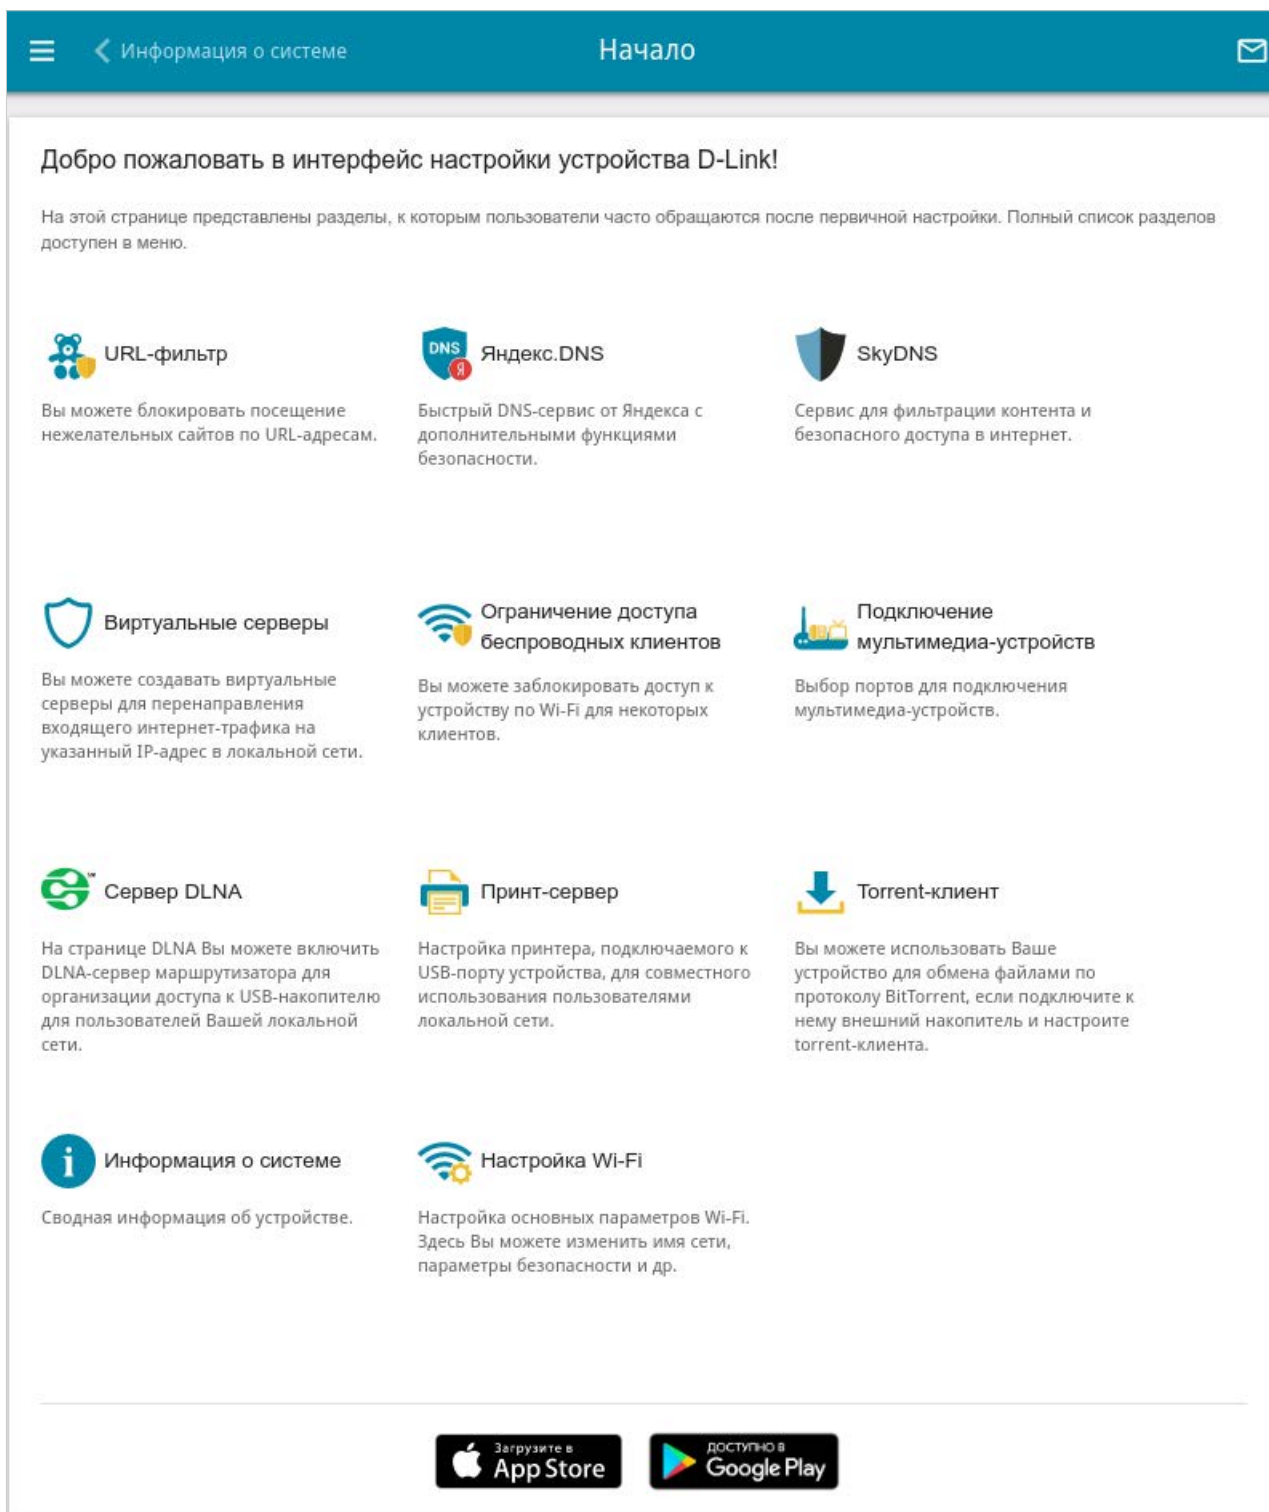 Информация о системе
Начало
Добро пожаловать в интерфейс настройки устройства D-Link!
На этой странице представлены разделы, к которым пользователи часто обращаются после первичной настройки. Полный список разделов
доступен в меню.
URL-фильтр
Вы можете блокировать посещение
нежелательных сайтов по URL-адресам.
DNS
Я
Яндекс.DNS
Быстрый DNS-сервис от Яндекса с
дополнительными функциями
безопасности.
SkyDNS
Сервис для фильтрации контента и
безопасного доступа в интернет.
Виртуальные серверы
Вы можете создавать виртуальные
серверы для перенаправления
входящего интернет-трафика на
указанный IP-адрес в локальной сети.
Ограничение доступа
беспроводных клиентов
Вы можете заблокировать доступ к
устройству по Wi-Fi для некоторых
клиентов.
Подключение
мультимедиа-устройств
Выбор портов для подключения
мультимедиа-устройств.
Сервер DLNA
На странице DLNA Вы можете включить
DLNA-сервер маршрутизатора для
организации доступа к USB-накопителю
для пользователей Вашей локальной
сети.
Принт-сервер
Настройка принтера, подключаемого к
USB-порту устройства, для совместного
использования пользователями
локальной сети.
Torrent-клиент
Вы можете использовать Ваше
устройство для обмена файлами по
протоколу BitTorrent, если подключите к
нему внешний накопитель и настроите
torrent-клиента.
Информация о системе
Сводная информация об устройстве.
Настройка Wi-Fi
Настройка основных параметров Wi-Fi.
Здесь Вы можете изменить имя сети,
параметры безопасности и др.
Загрузите в
App Store
ДОСТУПНО В
Google Play